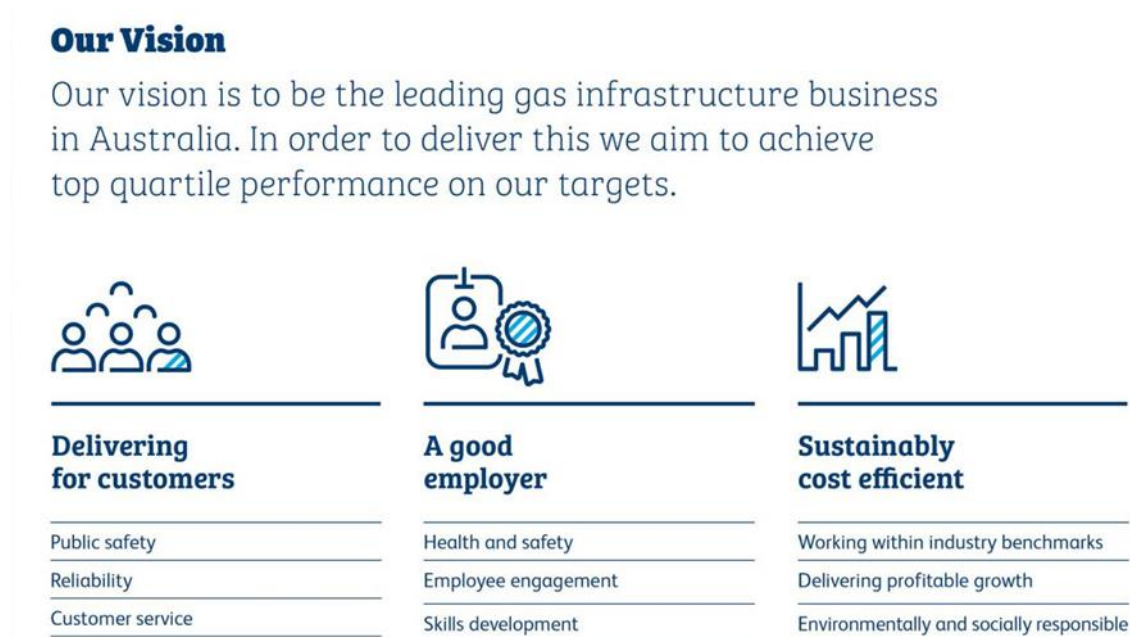 Our Vision
Our vision is to be the leading gas infrastructure business
in Australia. In order to deliver this we aim to achieve
top quartile performance on our targets.
Delivering
for customers
Public safety
Reliability
Customer service
A good
employer
Health and safety
Employee engagement
Skills development
Sustainably
cost efficient
Working within industry benchmarks
Delivering profitable growth
Environmentally and socially responsible